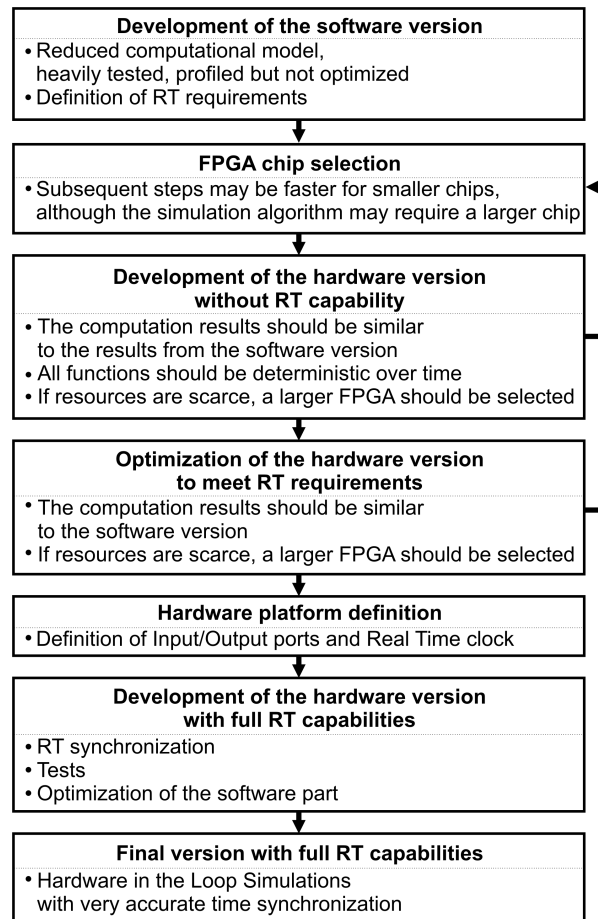 Development of the software version
• Reduced computational model,
heavily tested, profiled but not optimized
• Definition of RT requirements
FPGA chip selection
• Subsequent steps may be faster for smaller chips,
although the simulation algorithm may require a larger chip
Development of the hardware version
without RT capability
• The computation results should be similar
to the results from the software version
• All functions should be deterministic over time
• If resources are scarce, a larger FPGA should be selected
Optimization of the hardware version
to meet RT requirements
• The computation results should be similar
to the software version
• If resources are scarce, a larger FPGA should be selected
Hardware platform definition
• Definition of Input/Output ports and Real Time clock
Development of the hardware version
with full RT capabilities
• RT synchronization
• Tests
• Optimization of the software part
Final version with full RT capabilities
• Hardware in the Loop Simulations
with very accurate time synchronization